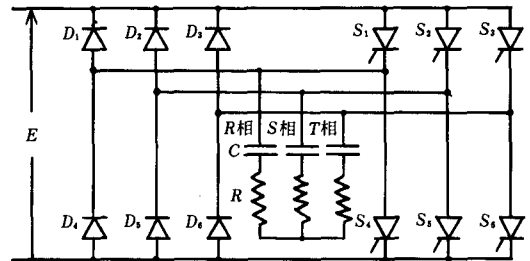 D₁ D₂ D₃ S₁ S₂ S₃
E
R相 S相 T相
C
R
D₄ D₅ D₆ S₄ S₅ S₆